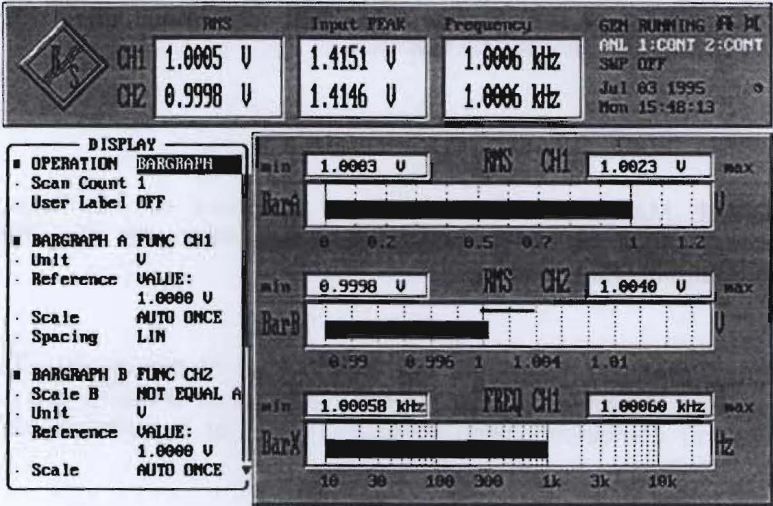 RMS Input PEAK Frequency GEN RUNNING
CH1 1.0005 V 1.4151 V 1.0006 kHz ANL 1:CONT 2:CONT
SWP OFF
CH2 0.9998 V 1.4146 V 1.0006 kHz Jul 03 1995
Mon 15:48:13
DISPLAY
OPERATION BARGRAPH
Scan Count 1
User Label OFF
BARGRAPH A FUNC CH1
Unit V
Reference VALUE:
1.0000 V
Scale AUTO ONCE
Spacing LIN
BARGRAPH B FUNC CH2
Scale B NOT EQUAL A
Unit V
Reference VALUE:
1.0000 V
Scale AUTO ONCE
min 1.0003 V RMS CH1 1.0023 V max
BarA V
0 0.2 0.5 0.7 1 1.2
min 0.9998 V RMS CH2 1.0040 V max
BarB V
0.99 0.996 1 1.004 1.01
min 1.00058 kHz FREQ CH1 1.00060 kHz max
BarX Hz
10 30 100 300 1k 3k 10k